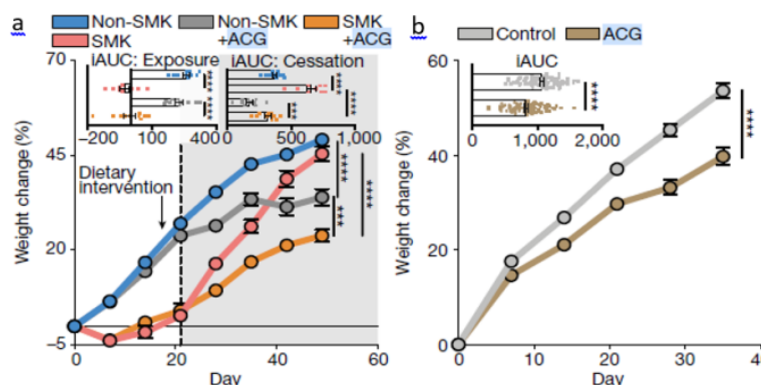 a
Non-SMK Non-SMK SMK
SMK +ACG +ACG
iAUC: Exposure iAUC: Cessation
****
****
***
***
****
−200 100 400 0 500 1,000
Weight change (%)
70
45
20
−5
Dietary
intervention
****
***
****
0 20 40 60
Day
b
Control ACG
iAUC
****
0 1,000 2,000
Weight change (%)
60
40
20
0
****
0 10 20 30 40
Day